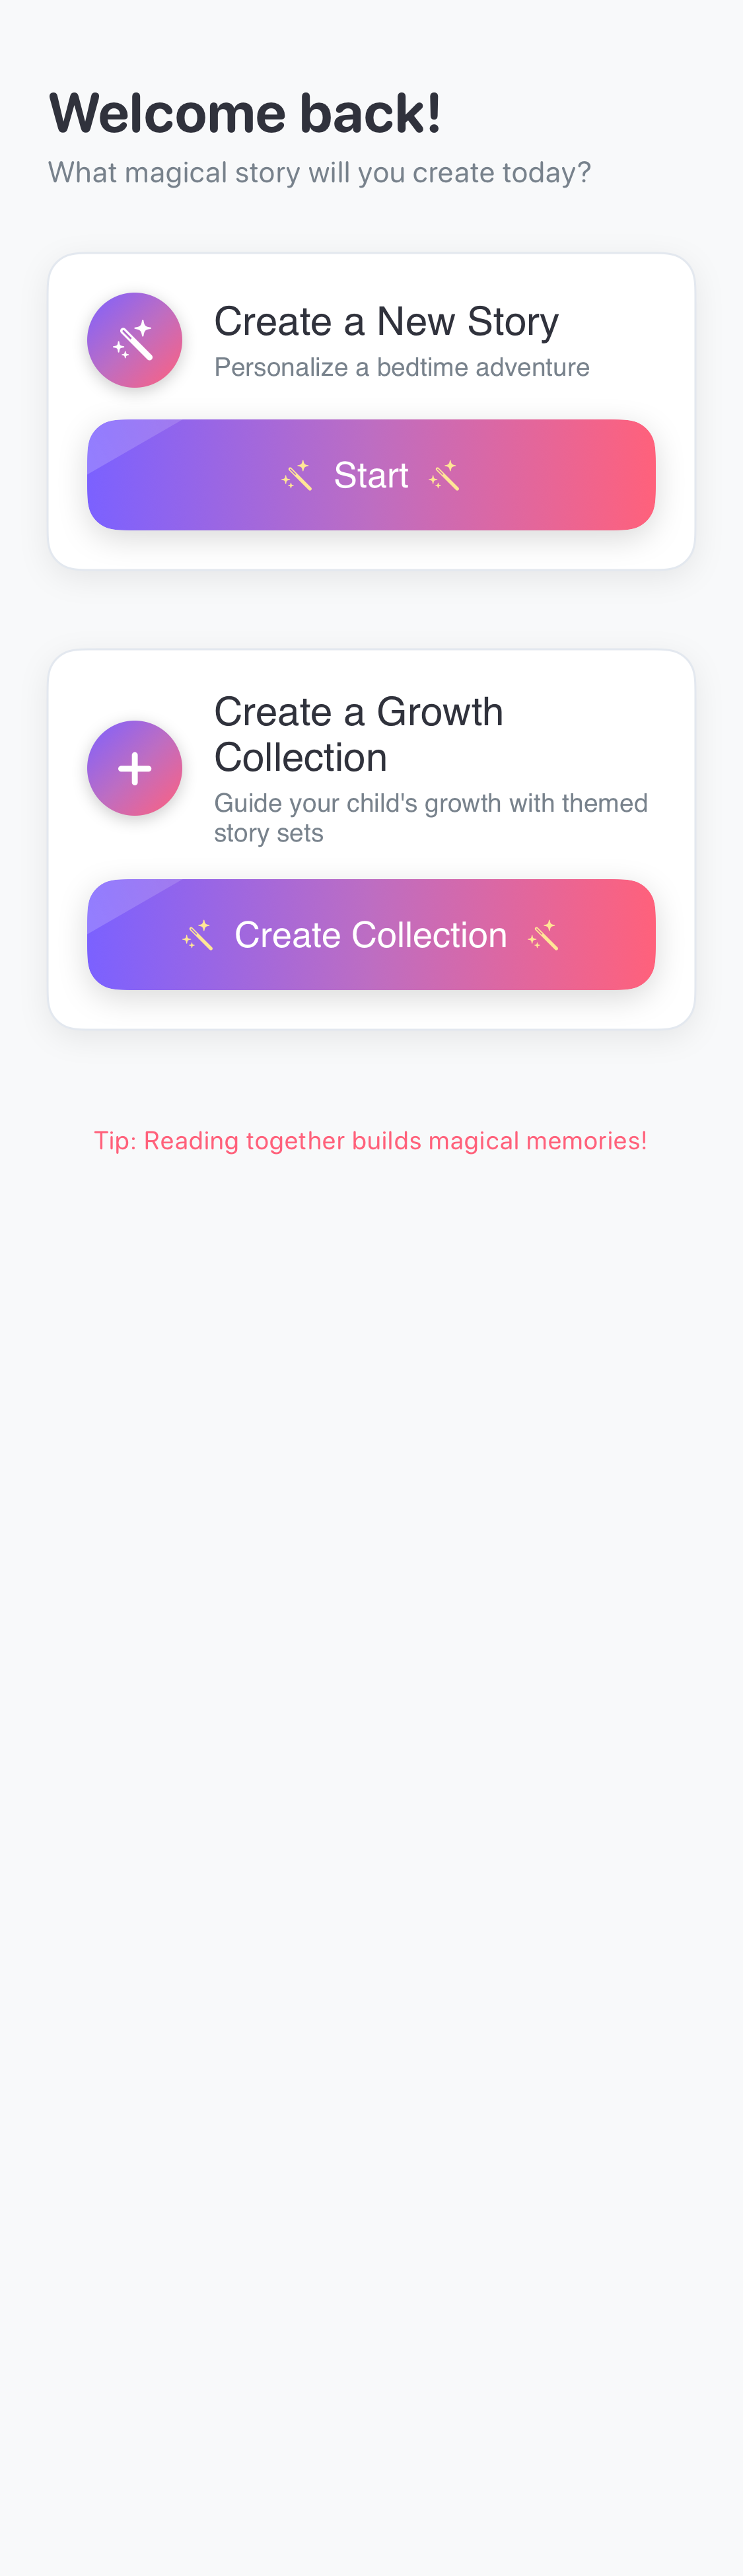 Welcome back!
What magical story will you create today?
Create a New Story
Personalize a bedtime adventure
Start
Create a Growth
Collection
Guide your child's growth with themed
story sets
Create Collection
Tip: Reading together builds magical memories!